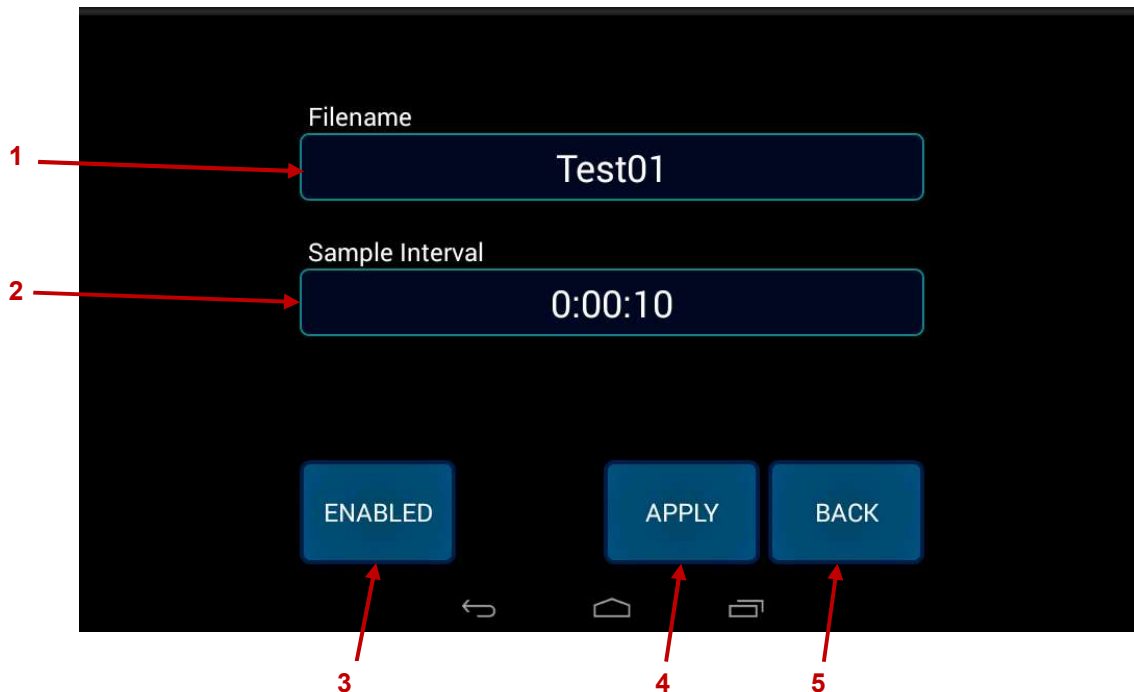 Filename
1
Test01
Sample Interval
2
0:00:10
ENABLED APPLY BACK
3 4 5